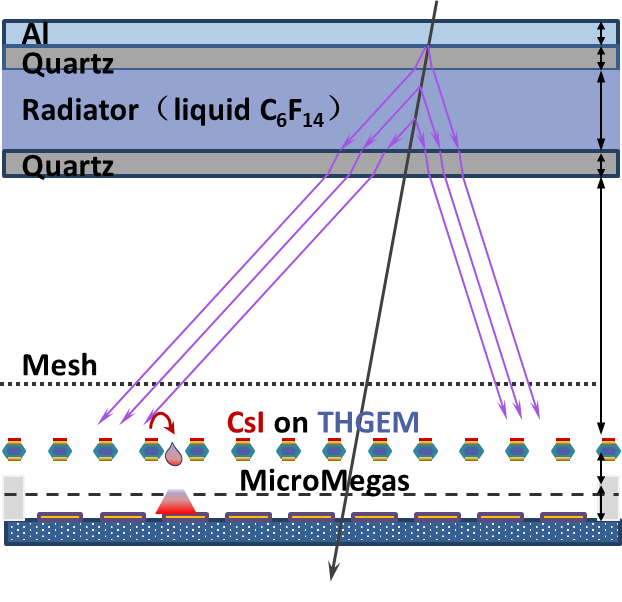 Al
Quartz
Radiator（liquid C₆F₁₄）
Quartz
Mesh
CsI on THGEM
MicroMegas